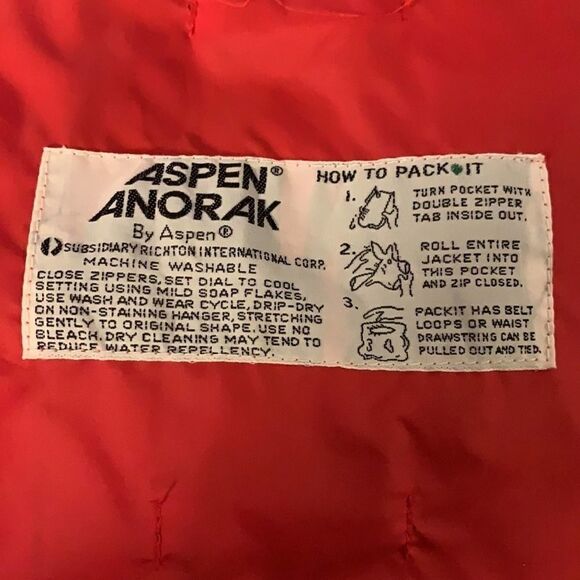 ASPEN®
ANORAK
By Aspen®
SUBSIDIARY RICHTON INTERNATIONAL CORP.
MACHINE WASHABLE
CLOSE ZIPPERS, SET DIAL TO COOL
SETTING USING MILD SOAP FLAKES,
USE WASH AND WEAR CYCLE, DRIP-DRY
ON NON-STAINING HANGER, STRETCHING
GENTLY TO ORIGINAL SHAPE. USE NO
BLEACH. DRY CLEANING MAY TEND TO
REDUCE WATER REPELLENCY.
HOW TO PACK IT
1. TURN POCKET WITH
DOUBLE ZIPPER
TAB INSIDE OUT.
2. ROLL ENTIRE
JACKET INTO
THIS POCKET
AND ZIP CLOSED.
3. PACKIT HAS BELT
LOOPS OR WAIST
DRAWSTRING CAN BE
PULLED OUT AND TIED.